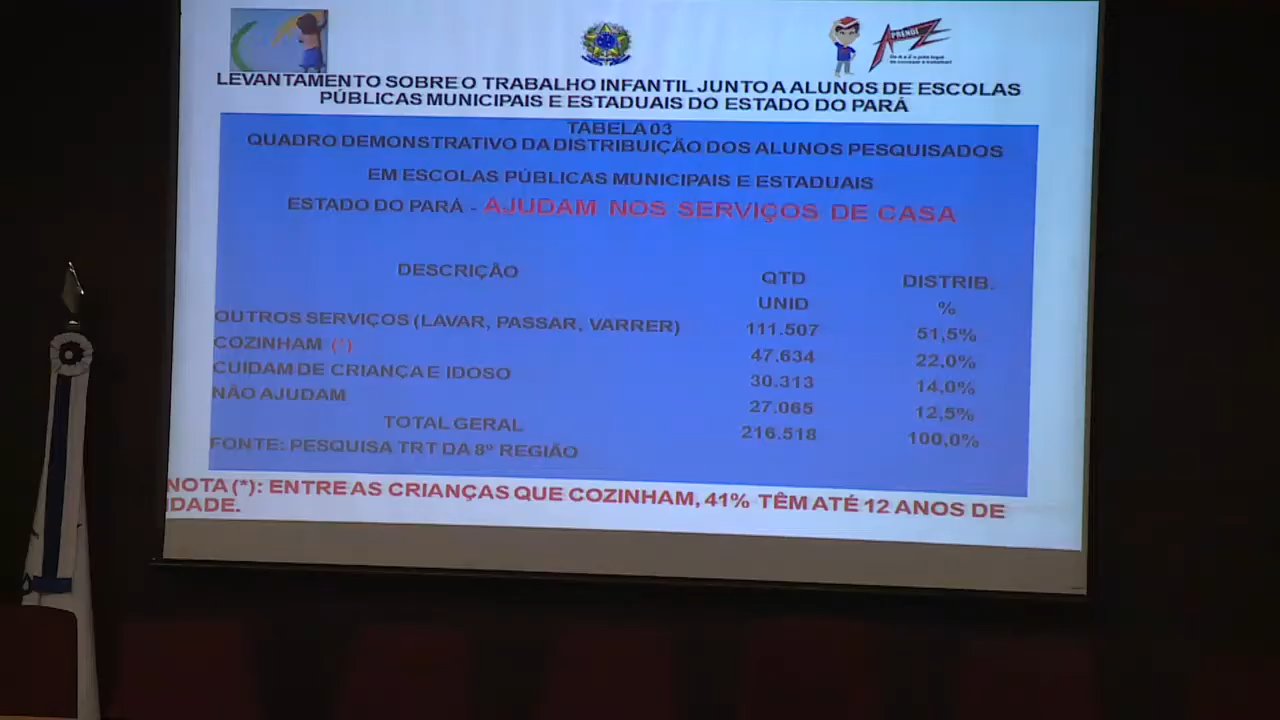 APRENDIZ
LEVANTAMENTO SOBRE O TRABALHO INFANTIL JUNTO A ALUNOS DE ESCOLAS
PÚBLICAS MUNICIPAIS E ESTADUAIS DO ESTADO DO PARÁ
TABELA 03
QUADRO DEMONSTRATIVO DA DISTRIBUIÇÃO DOS ALUNOS PESQUISADOS
EM ESCOLAS PÚBLICAS MUNICIPAIS E ESTADUAIS
ESTADO DO PARÁ - AJUDAM NOS SERVIÇOS DE CASA
DESCRIÇÃO QTD DISTRIB.
UNID %
OUTROS SERVIÇOS (LAVAR, PASSAR, VARRER) 111.507 51,5%
COZINHAM (*) 47.634 22,0%
CUIDAM DE CRIANÇA E IDOSO 30.313 14,0%
NÃO AJUDAM 27.065 12,5%
TOTAL GERAL 216.518 100,0%
FONTE: PESQUISA TRT DA 8º REGIÃO
NOTA (*): ENTRE AS CRIANÇAS QUE COZINHAM, 41% TÊM ATÉ 12 ANOS DE
IDADE.